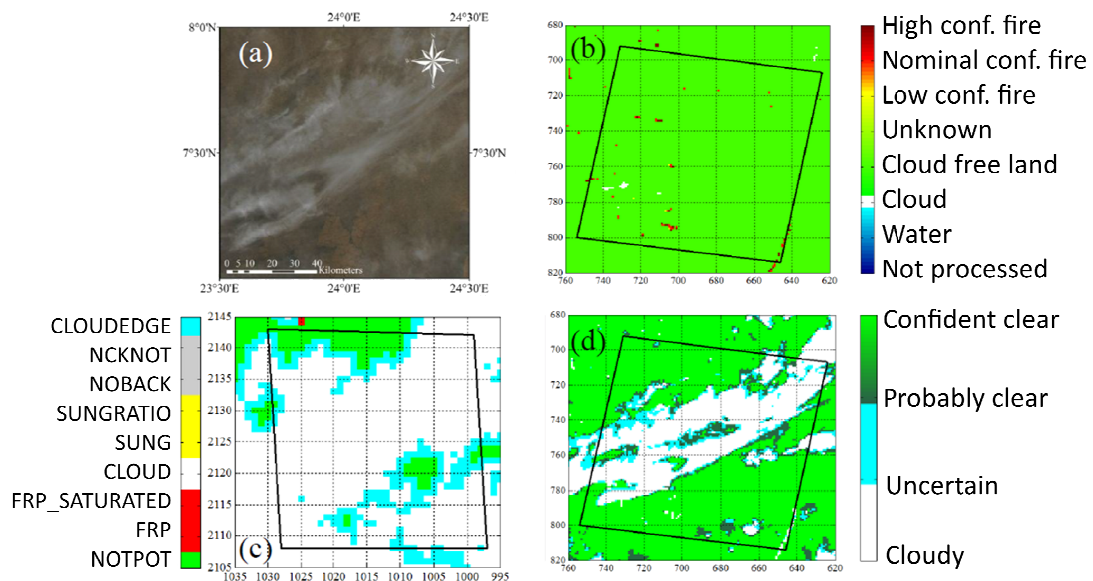 24°0'E 24°30'E
8°0'N
(a)
7°30'N
7°30'N
0 5 10 20 30 40
Kilometers
23°30'E 24°0'E 24°30'E
(b)
680
700
720
740
760
780
800
820
760 740 720 700 680 660 640 620
High conf. fire
Nominal conf. fire
Low conf. fire
Unknown
Cloud free land
Cloud
Water
Not processed
CLOUDEDGE
NCKNOT
NOBACK
SUNGRATIO
SUNG
CLOUD
FRP_SATURATED
FRP
NOTPOT
2145
2140
2135
2130
2125
2120
2115
2110
2105
(c)
1035 1030 1025 1020 1015 1010 1005 1000 995
680
700
720
740
760
780
800
820
(d)
760 740 720 700 680 660 640 620
Confident clear
Probably clear
Uncertain
Cloudy